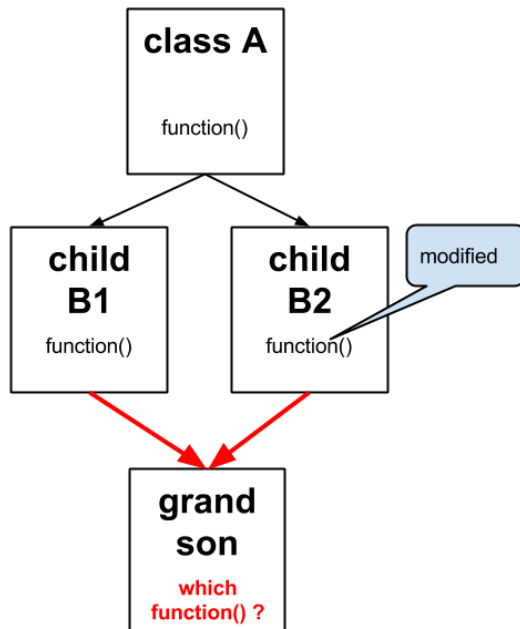 class A
function()
child
B1
function()
child
B2
function()
modified
grand
son
which
function() ?